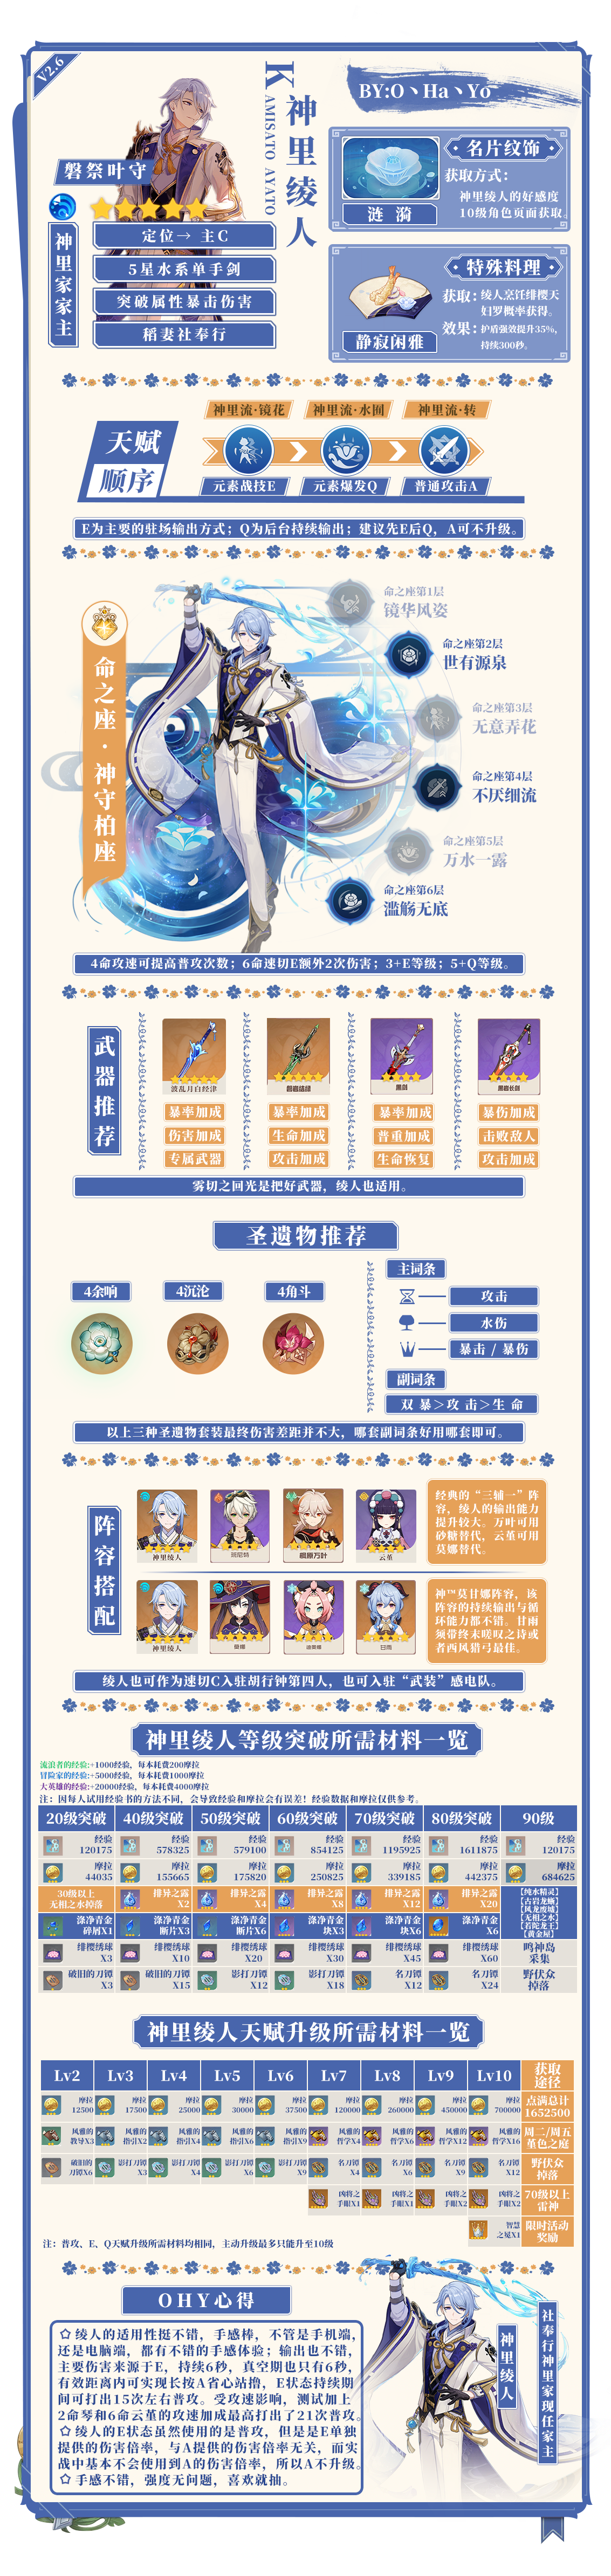 V2.6
BY:O丶Ha丶Yo
KAMISATO AYATO
神里绫人
磐祭叶守
神里家家主
定位→ 主C
5星水系单手剑
突破属性暴击伤害
稻妻社奉行
名片纹饰
获取方式：
神里绫人的好感度
10级角色页面获取。
涟漪
特殊料理
获取：绫人烹饪绯樱天
妇罗概率获得。
效果：护盾强效提升35%，
持续300秒。
静寂闲雅
天赋
顺序
神里流·镜花
神里流·水囿
神里流·转
元素战技E
元素爆发Q
普通攻击A
E为主要的驻场输出方式；Q为后台持续输出；建议先E后Q，A可不升级。
命之座·神守柏座
命之座第1层
镜华风姿
命之座第2层
世有源泉
命之座第3层
无意弄花
命之座第4层
不厌细流
命之座第5层
万水一露
命之座第6层
滥觞无底
4命攻速可提高普攻次数；6命速切E额外2次伤害；3+E等级；5+Q等级。
武器推荐
波乱月白经津
磐岩结绿
黑剑
黑岩长剑
暴率加成
暴率加成
暴率加成
暴伤加成
伤害加成
生命加成
普重加成
击败敌人
专属武器
攻击加成
生命恢复
攻击加成
雾切之回光是把好武器，绫人也适用。
圣遗物推荐
4余响
4沉沦
4角斗
主词条
攻击
水伤
暴击 / 暴伤
副词条
双 暴＞攻 击＞生 命
以上三种圣遗物套装最终伤害差距并不大，哪套副词条好用哪套即可。
阵容搭配
神里绫人
班尼特
枫原万叶
云堇
经典的“三辅一”阵
容，绫人的输出能力
提升较大。万叶可用
砂糖替代，云堇可用
莫娜替代。
神里绫人
莫娜
迪奥娜
甘雨
神™莫甘娜阵容，该
阵容的持续输出与循
环能力都不错。甘雨
须带终末嗟叹之诗或
者西风猎弓最佳。
绫人也可作为速切C入驻胡行钟第四人，也可入驻“武装”感电队。
神里绫人等级突破所需材料一览
流浪者的经验:+1000经验，每本耗费200摩拉
冒险家的经验:+5000经验，每本耗费1000摩拉
大英雄的经验:+20000经验，每本耗费4000摩拉
注：因每人试用经验书的方法不同，会导致经验和摩拉会有误差！经验数据和摩拉仅供参考。
20级突破 40级突破 50级突破 60级突破 70级突破 80级突破 90级
经验 经验 经验 经验 经验 经验 经验
120175 578325 579100 854125 1195925 1611875 120175
摩拉 摩拉 摩拉 摩拉 摩拉 摩拉 摩拉
44035 155665 175820 250825 339185 442375 684625
30级以上 排异之露 排异之露 排异之露 排异之露 排异之露
无相之水掉落 X2 X4 X8 X12 X20
【纯水精灵】
【古岩龙蜥】
【风龙废墟】
【无相之水】
【若陀龙王】
【黄金屋】
涤净青金 涤净青金 涤净青金 涤净青金 涤净青金 涤净青金
碎屑X1 断片X3 断片X6 块X3 块X6 X6
绯樱绣球 绯樱绣球 绯樱绣球 绯樱绣球 绯樱绣球 绯樱绣球 鸣神岛
X3 X10 X20 X30 X45 X60 采集
破旧的刀镡 破旧的刀镡 影打刀镡 影打刀镡 名刀镡 名刀镡 野伏众
X3 X15 X12 X18 X12 X24 掉落
神里绫人天赋升级所需材料一览
Lv2 Lv3 Lv4 Lv5 Lv6 Lv7 Lv8 Lv9 Lv10 获取
途径
摩拉 摩拉 摩拉 摩拉 摩拉 摩拉 摩拉 摩拉 摩拉 点满总计
12500 17500 25000 30000 37500 120000 260000 450000 700000 1652500
风雅的 风雅的 风雅的 风雅的 风雅的 风雅的 风雅的 风雅的 风雅的 周二/周五
教导X3 指引X2 指引X4 指引X6 指引X9 哲学X4 哲学X6 哲学X12 哲学X16 堇色之庭
破旧的 影打刀镡 影打刀镡 影打刀镡 影打刀镡 名刀镡 名刀镡 名刀镡 名刀镡 野伏众
刀镡X6 X3 X4 X6 X9 X4 X6 X9 X12 掉落
凶将之 凶将之 凶将之 凶将之 70级以上
手眼X1 手眼X1 手眼X2 手眼X2 雷神
智慧 限时活动
之冕X1 奖励
注：普攻、E、Q天赋升级所需材料均相同，主动升级最多只能升至10级
OHY心得
✩绫人的适用性挺不错，手感棒，不管是手机端，
还是电脑端，都有不错的手感体验；输出也不错，
主要伤害来源于E，持续6秒，真空期也只有6秒，
有效距离内可实现长按A省心站撸，E状态持续期
间可打出15次左右普攻。受攻速影响，测试加上
2命琴和6命云堇的攻速加成最高打出了21次普攻。
✩绫人的E状态虽然使用的是普攻，但是是E单独
提供的伤害倍率，与A提供的伤害倍率无关，而实
战中基本不会使用到A的伤害倍率，所以A不升级。
✩手感不错，强度无问题，喜欢就抽。
神里绫人
社奉行神里家现任家主